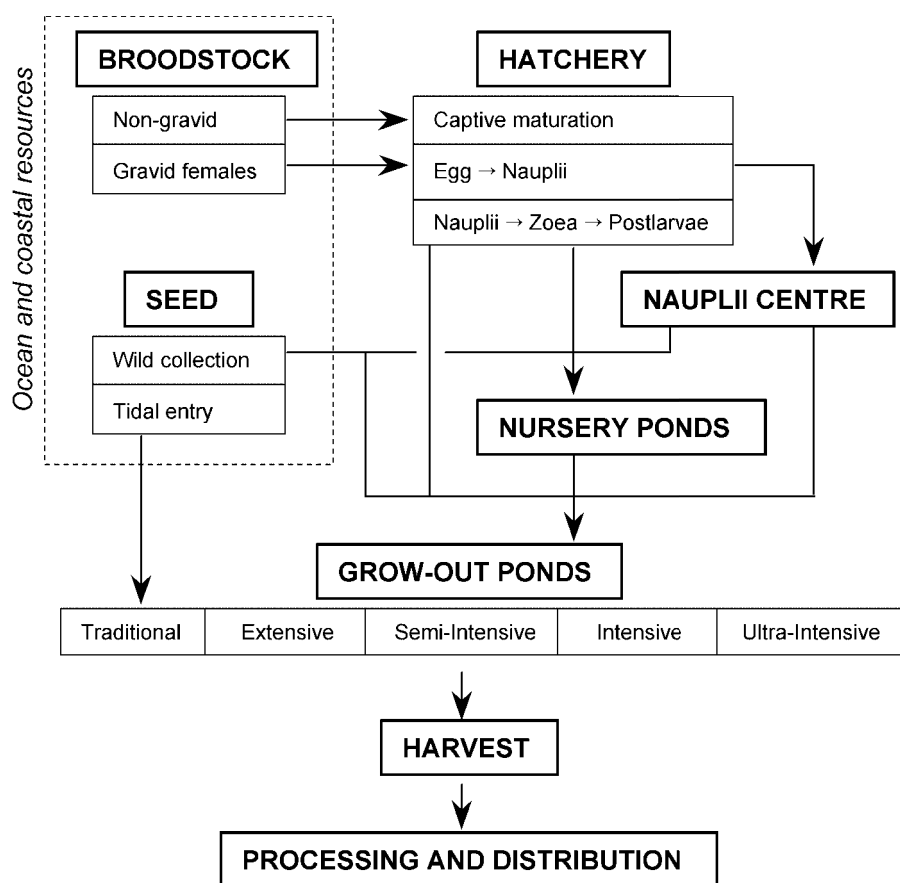 Ocean and coastal resources
BROODSTOCK
Non-gravid
Gravid females
HATCHERY
Captive maturation
Egg → Nauplii
Nauplii → Zoea → Postlarvae
SEED
Wild collection
Tidal entry
NAUPLII CENTRE
NURSERY PONDS
GROW-OUT PONDS
Traditional
Extensive
Semi-Intensive
Intensive
Ultra-Intensive
HARVEST
PROCESSING AND DISTRIBUTION